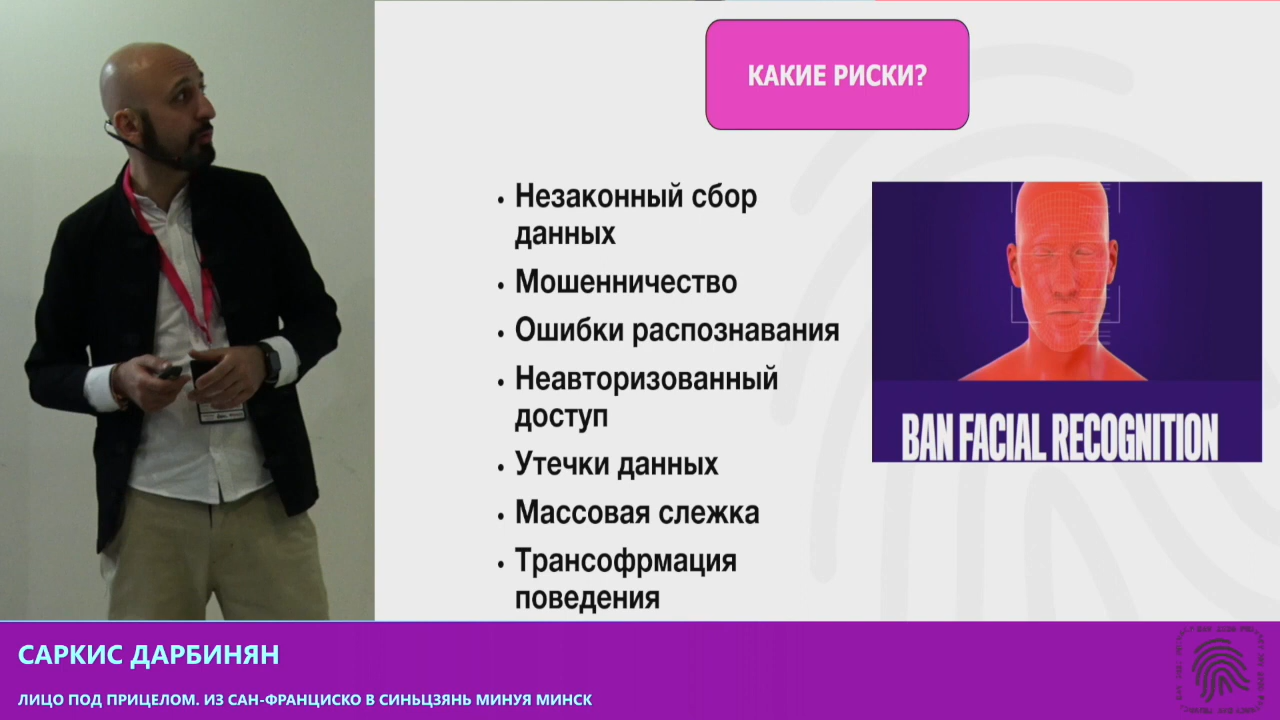 КАКИЕ РИСКИ?
• Незаконный сбор
данных
• Мошенничество
• Ошибки распознавания
• Неавторизованный
доступ
• Утечки данных
• Массовая слежка
• Трансофрмация
поведения
BAN FACIAL RECOGNITION
САРКИС ДАРБИНЯН
ЛИЦО ПОД ПРИЦЕЛОМ. ИЗ САН-ФРАНЦИСКО В СИНЬЦЗЯНЬ МИНУЯ МИНСК